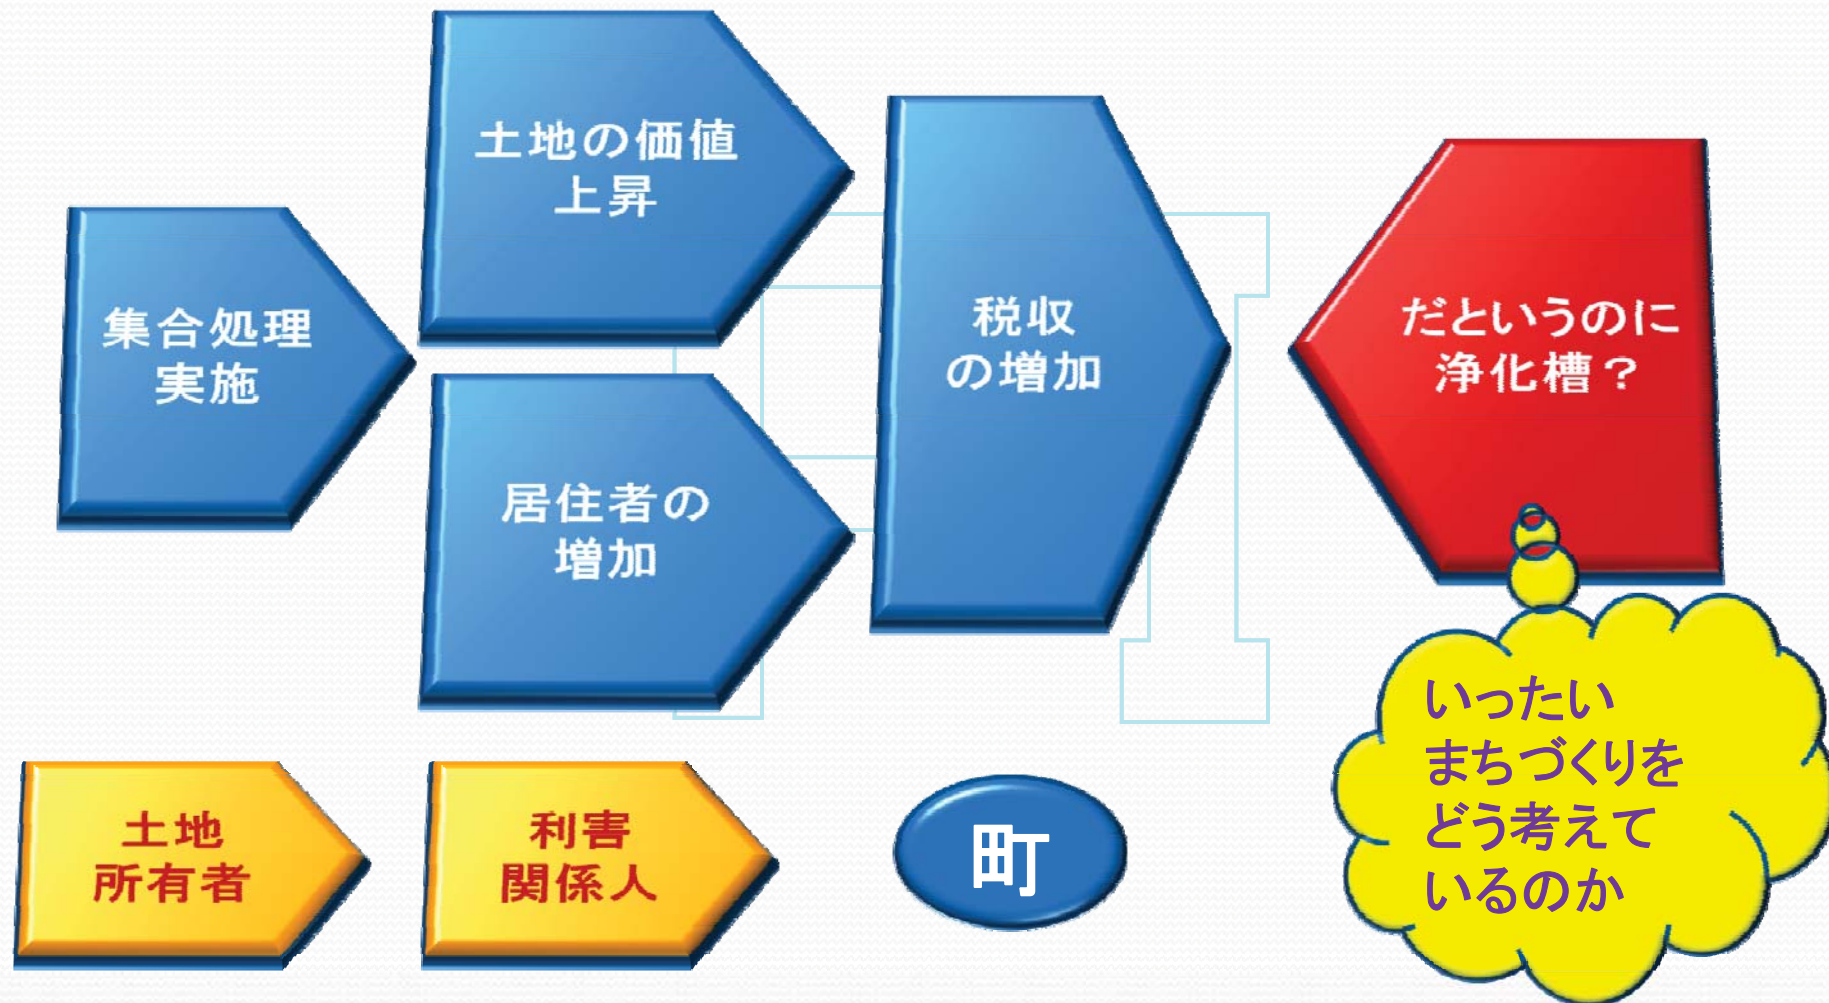 土地の価値
上昇
集合処理
実施
居住者の
増加
税収
の増加
だというのに
浄化槽？
土地
所有者
利害
関係人
町
いったい
まちづくりを
どう考えて
いるのか